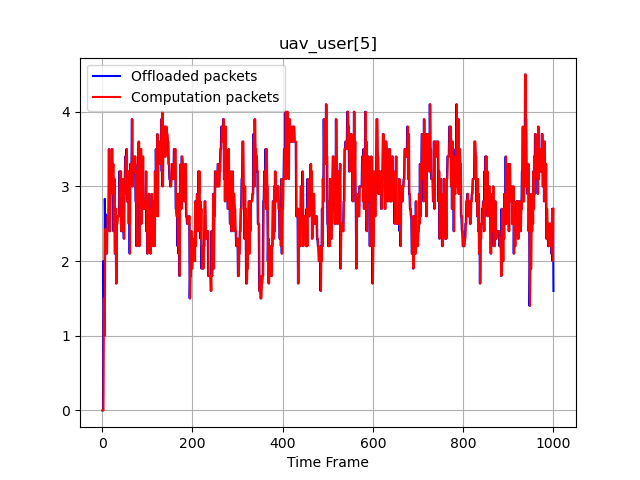 uav_user[5]
Offloaded packets
Computation packets
4
3
2
1
0
0 200 400 600 800 1000
Time Frame